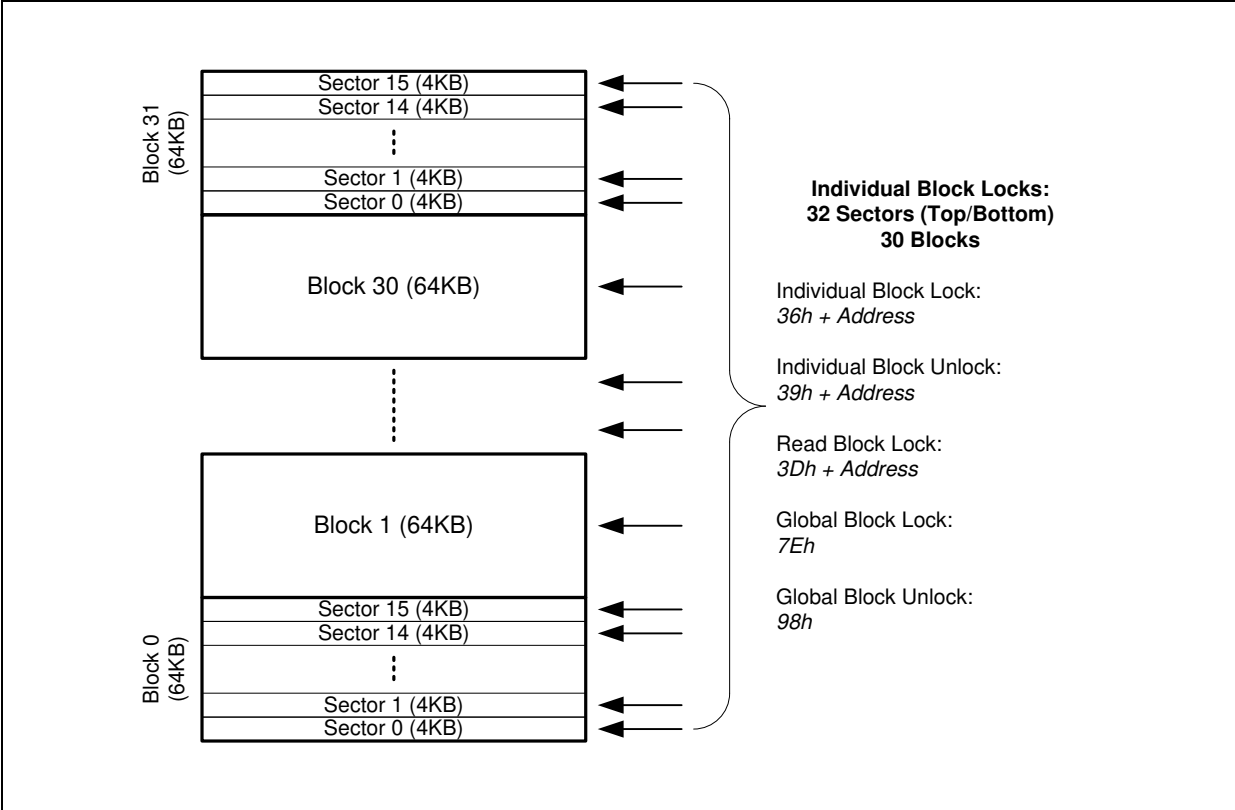 Block 31
(64KB)
Sector 15 (4KB)
Sector 14 (4KB)
Sector 1 (4KB)
Sector 0 (4KB)
Block 30 (64KB)
Block 1 (64KB)
Block 0
(64KB)
Sector 15 (4KB)
Sector 14 (4KB)
Sector 1 (4KB)
Sector 0 (4KB)
Individual Block Locks:
32 Sectors (Top/Bottom)
30 Blocks
Individual Block Lock:
36h + Address
Individual Block Unlock:
39h + Address
Read Block Lock:
3Dh + Address
Global Block Lock:
7Eh
Global Block Unlock:
98h